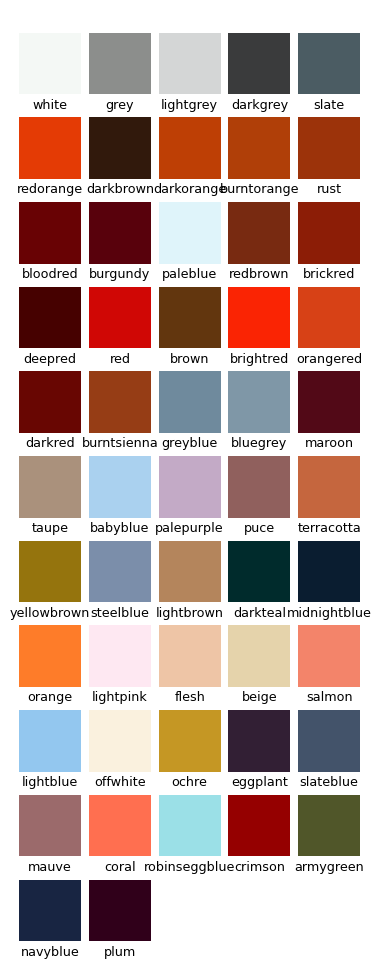 white grey lightgrey darkgrey slate
redorange darkbrown darkorange burntorange rust
bloodred burgundy paleblue redbrown brickred
deepred red brown brightred orangered
darkred burntsienna greyblue bluegrey maroon
taupe babyblue palepurple puce terracotta
yellowbrown steelblue lightbrown darkteal midnightblue
orange lightpink flesh beige salmon
lightblue offwhite ochre eggplant slateblue
mauve coral robinseggblue crimson armygreen
navyblue plum